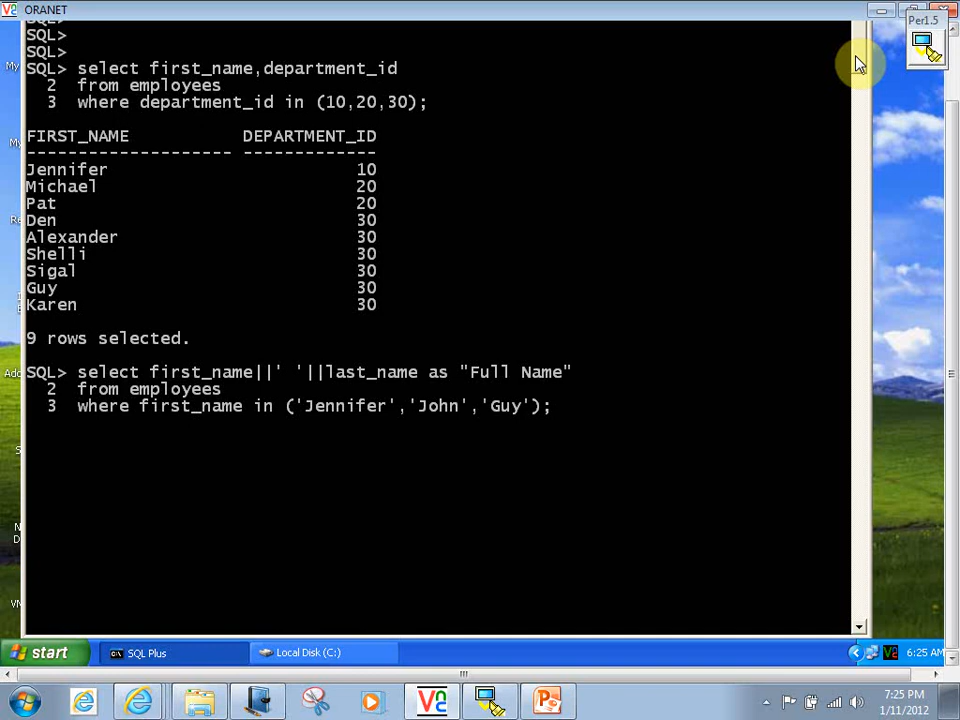 ORANET
Per1.5
SQL>
SQL>
SQL>
SQL> select first_name,department_id
2 from employees
3 where department_id in (10,20,30);
FIRST_NAME DEPARTMENT_ID
-------------------- -------------
Jennifer 10
Michael 20
Pat 20
Den 30
Alexander 30
Shelli 30
Sigal 30
Guy 30
Karen 30
9 rows selected.
SQL> select first_name||' '||last_name as "Full Name"
2 from employees
3 where first_name in ('Jennifer','John','Guy');
start
SQL Plus
Local Disk (C:)
6:25 AM
7:25 PM
1/11/2012